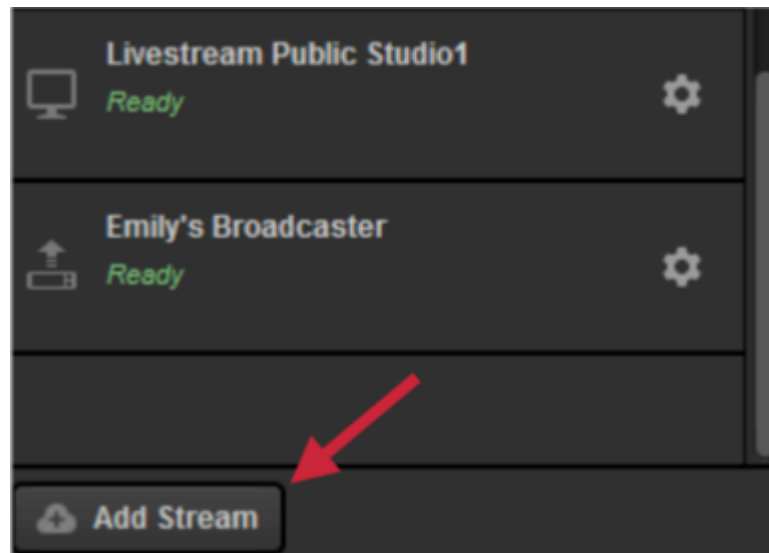 Livestream Public Studio1
Ready
Emily's Broadcaster
Ready
Add Stream